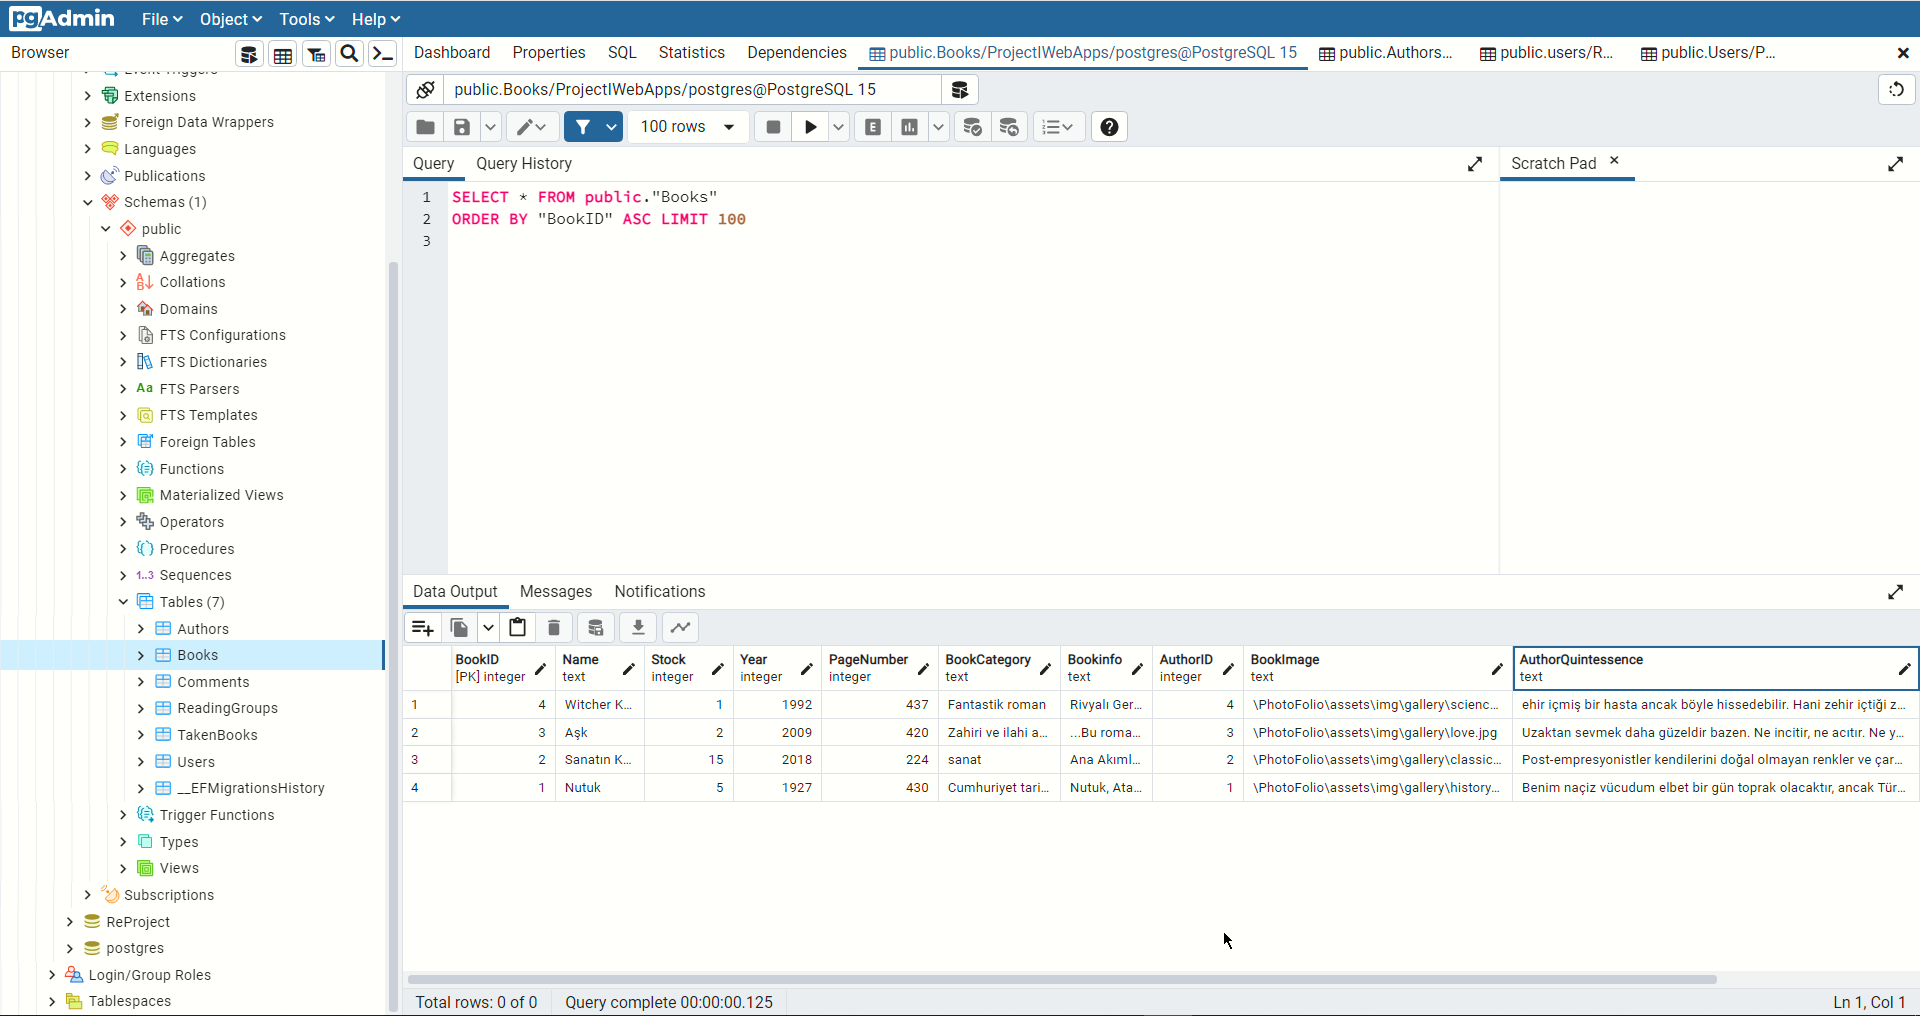 pgAdmin File Object Tools Help
Browser
Dashboard Properties SQL Statistics Dependencies public.Books/ProjectIWebApps/postgres@PostgreSQL 15 public.Authors... public.users/R... public.Users/P...
Event Triggers
Extensions
Foreign Data Wrappers
Languages
Publications
Schemas (1)
public
Aggregates
Collations
Domains
FTS Configurations
FTS Dictionaries
Aa FTS Parsers
FTS Templates
Foreign Tables
Functions
Materialized Views
Operators
Procedures
1..3 Sequences
Tables (7)
Authors
Books
Comments
ReadingGroups
TakenBooks
Users
__EFMigrationsHistory
Trigger Functions
Types
Views
Subscriptions
ReProject
postgres
Login/Group Roles
Tablespaces
public.Books/ProjectIWebApps/postgres@PostgreSQL 15
100 rows E
Query Query History
Scratch Pad
1 SELECT * FROM public."Books"
2 ORDER BY "BookID" ASC LIMIT 100
3
Data Output Messages Notifications
BookID Name Stock Year PageNumber BookCategory Bookinfo AuthorID BookImage AuthorQuintessence
[PK] integer text integer integer integer text text integer text text
1 4 Witcher K... 1 1992 437 Fantastik roman Rivyalı Ger... 4 \PhotoFolio\assets\img\gallery\scienc... ehir içmiş bir hasta ancak böyle hissedebilir. Hani zehir içtiği z...
2 3 Aşk 2 2009 420 Zahiri ve ilahi a... ...Bu roma... 3 \PhotoFolio\assets\img\gallery\love.jpg Uzaktan sevmek daha güzeldir bazen. Ne incitir, ne acıtır. Ne y...
3 2 Sanatın K... 15 2018 224 sanat Ana Akıml... 2 \PhotoFolio\assets\img\gallery\classic... Post-empresyonistler kendilerini doğal olmayan renkler ve çar...
4 1 Nutuk 5 1927 430 Cumhuriyet tari... Nutuk, Ata... 1 \PhotoFolio\assets\img\gallery\history... Benim naçiz vücudum elbet bir gün toprak olacaktır, ancak Tür...
Total rows: 0 of 0 Query complete 00:00:00.125 Ln 1, Col 1